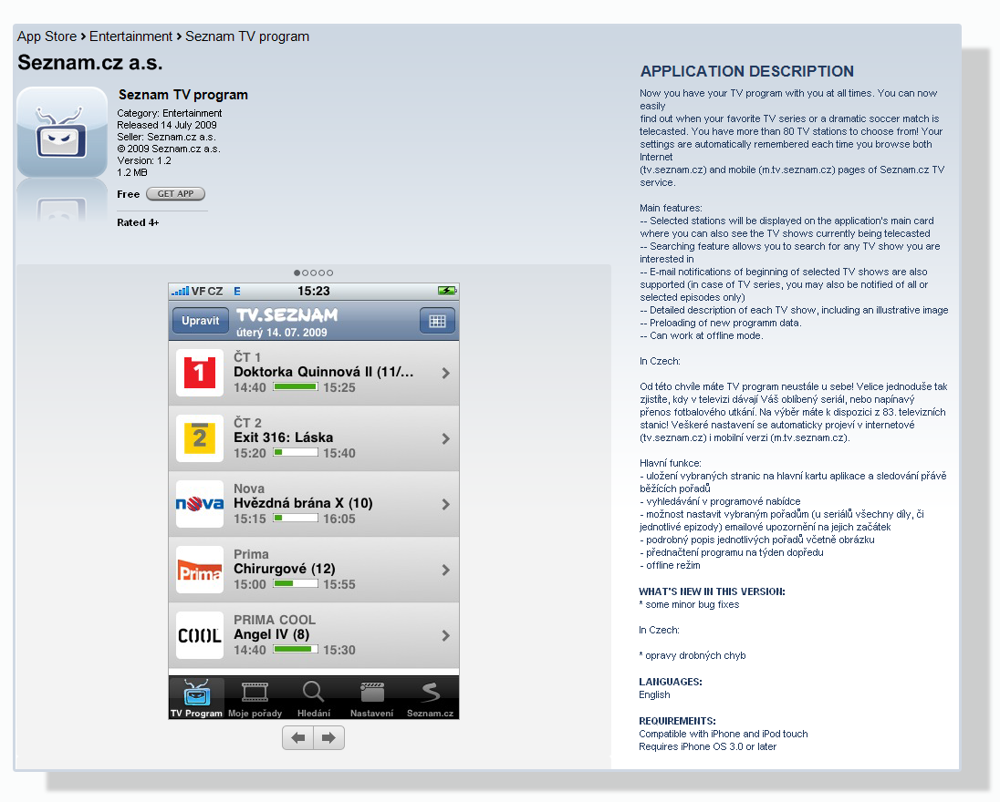 App Store > Entertainment > Seznam TV program
Seznam.cz a.s.
Seznam TV program
Category: Entertainment
Released 14 July 2009
Seller: Seznam.cz a.s.
© 2009 Seznam.cz a.s.
Version: 1.2
1.2 MB
Free GET APP
Rated 4+
VF CZ E 15:23
Upravit TV.SEZNAM
úterý 14. 07. 2009
1 ČT 1
Doktorka Quinnová II (11/...
14:40 15:25
2 ČT 2
Exit 316: Láska
15:20 15:40
nova Nova
Hvězdná brána X (10)
15:15 16:05
Prima Prima
Chirurgové (12)
15:00 15:55
COOL PRIMA COOL
Angel IV (8)
14:40 15:30
TV Program Moje pořady Hledání Nastavení Seznam.cz
APPLICATION DESCRIPTION
Now you have your TV program with you at all times. You can now
easily
find out when your favorite TV series or a dramatic soccer match is
telecasted. You have more than 80 TV stations to choose from! Your
settings are automatically remembered each time you browse both
Internet
(tv.seznam.cz) and mobile (m.tv.seznam.cz) pages of Seznam.cz TV
service.
Main features:
-- Selected stations will be displayed on the application's main card
where you can also see the TV shows currently being telecasted
-- Searching feature allows you to search for any TV show you are
interested in
-- E-mail notifications of beginning of selected TV shows are also
supported (in case of TV series, you may also be notified of all or
selected episodes only)
-- Detailed description of each TV show, including an illustrative image
-- Preloading of new programm data.
-- Can work at offline mode.
In Czech:
Od této chvíle máte TV program neustále u sebe! Velice jednoduše tak
zjistíte, kdy v televizi dávají Váš oblíbený seriál, nebo napínavý
přenos fotbalového utkání. Na výběr máte k dispozici z 83. televizních
stanic! Veškeré nastavení se automaticky projeví v internetové
(tv.seznam.cz) i mobilní verzi (m.tv.seznam.cz).
Hlavní funkce:
- uložení vybraných stranic na hlavní kartu aplikace a sledování přávě
běžících pořadů
- vyhledávání v programové nabídce
- možnost nastavit vybraným pořadům (u seriálů všechny díly, či
jednotlivé epizody) emailové upozornění na jejich začátek
- podrobný popis jednotlivých pořadů včetně obrázku
- přednačtení programu na týden dopředu
- offline režim
WHAT'S NEW IN THIS VERSION:
* some minor bug fixes
In Czech:
* opravy drobných chyb
LANGUAGES:
English
REQUIREMENTS:
Compatible with iPhone and iPod touch
Requires iPhone OS 3.0 or later